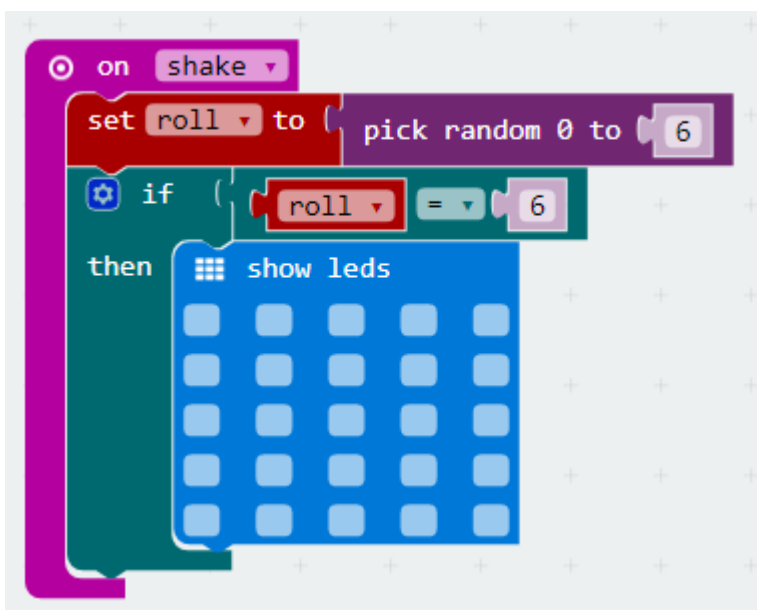 on shake
set roll to pick random 0 to 6
if roll = 6
then show leds